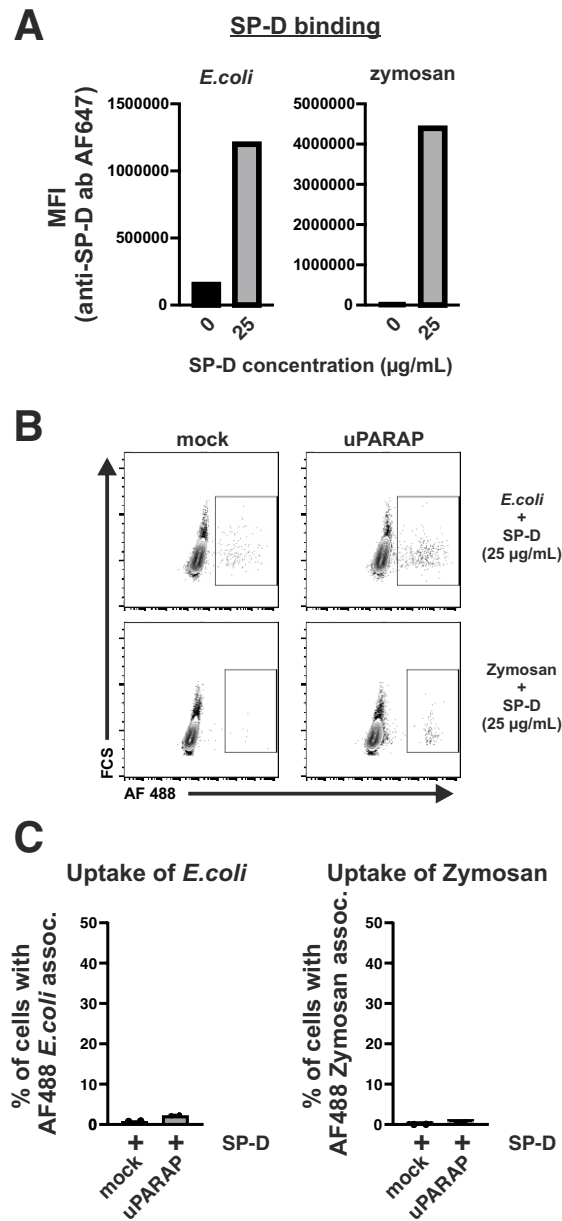 A
SP-D binding
E.coli
zymosan
MFI
(anti-SP-D ab AF647)
1500000
1000000
500000
0
5000000
4000000
3000000
2000000
1000000
0
0
25
0
25
SP-D concentration (µg/mL)
B
mock
uPARAP
E.coli
+
SP-D
(25 µg/mL)
Zymosan
+
SP-D
(25 µg/mL)
FCS
AF 488
C
Uptake of E.coli
Uptake of Zymosan
% of cells with
AF488 E.coli assoc.
50
40
30
20
10
0
% of cells with
AF488 Zymosan assoc.
50
40
30
20
10
0
+
+
SP-D
+
+
SP-D
mock
uPARAP
mock
uPARAP